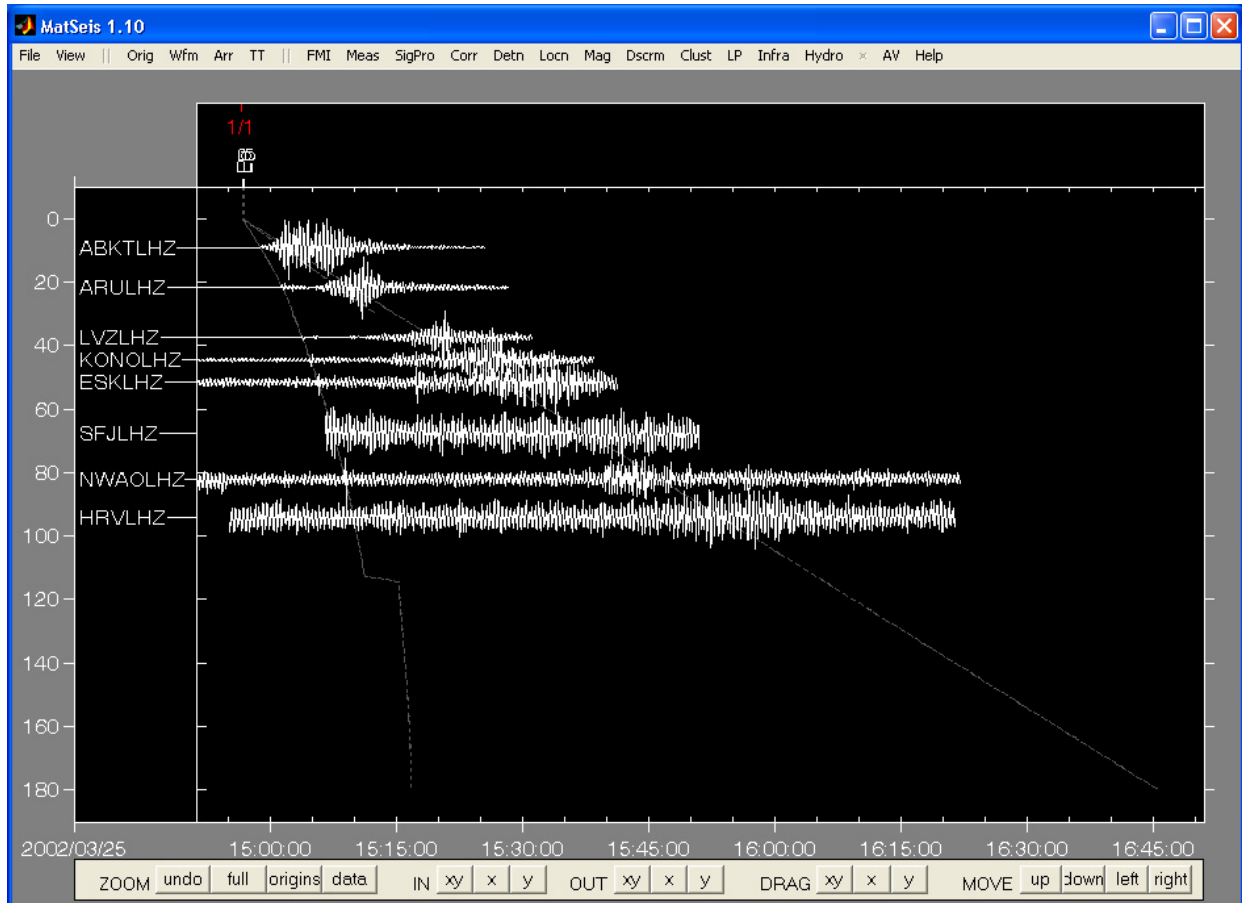 MatSeis 1.10
File View || Orig Wfm Arr TT || FMI Meas SigPro Corr Detn Locn Mag Dscrm Clust LP Infra Hydro × AV Help
1/1
0
ABKTLHZ
20
ARULHZ
LVZLHZ
40
KONOLHZ
ESKLHZ
60
SFJLHZ
80
NWAOLHZ
HRVLHZ
100
120
140
160
180
2002/03/25 15:00:00 15:15:00 15:30:00 15:45:00 16:00:00 16:15:00 16:30:00 16:45:00
ZOOM undo full origins data IN xy x y OUT xy x y DRAG xy x y MOVE up down left right